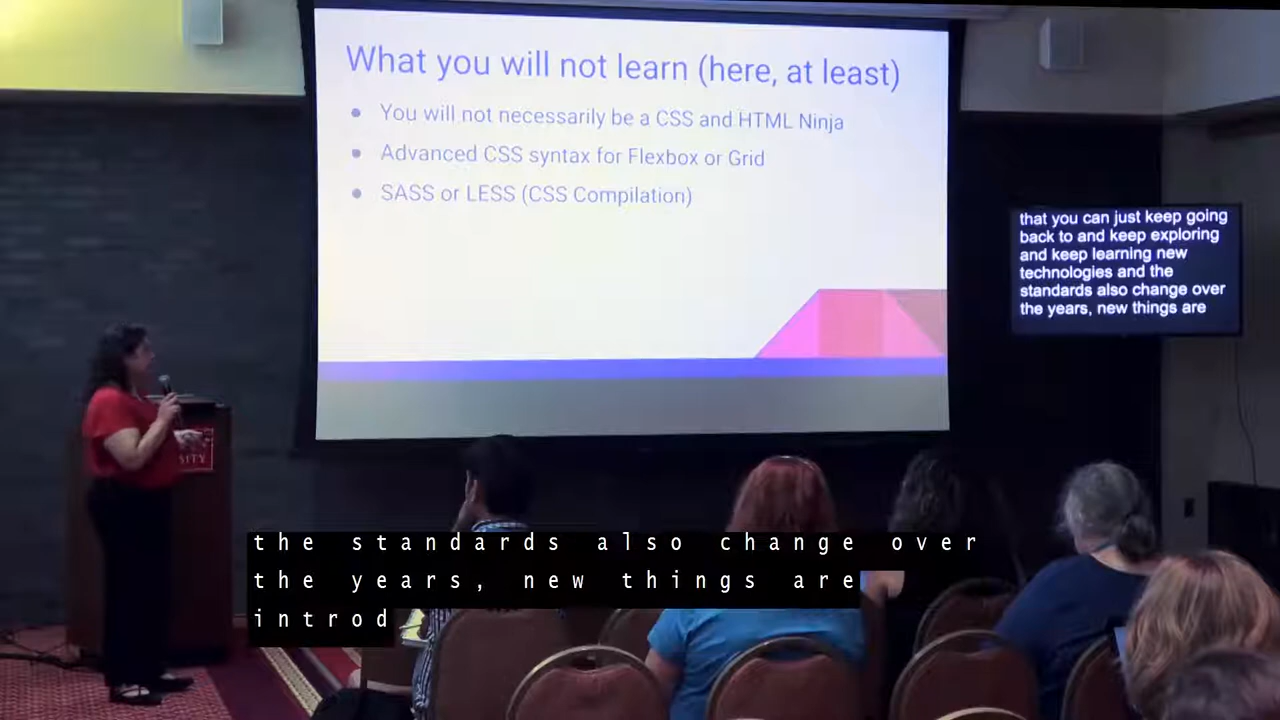 What you will not learn (here, at least)
You will not necessarily be a CSS and HTML Ninja
Advanced CSS syntax for Flexbox or Grid
SASS or LESS (CSS Compilation)
that you can just keep going
back to and keep exploring
and keep learning new
technologies and the
standards also change over
the years, new things are
SITY
the standards also change over
the years, new things are
introd